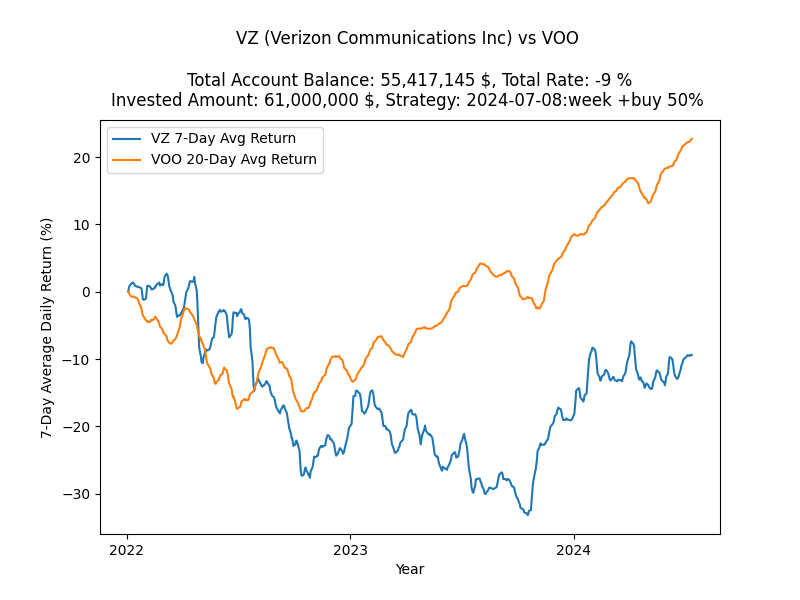 VZ (Verizon Communications Inc) vs VOO
Total Account Balance: 55,417,145 $, Total Rate: -9 %
Invested Amount: 61,000,000 $, Strategy: 2024-07-08:week +buy 50%
VZ 7-Day Avg Return
VOO 20-Day Avg Return
7-Day Average Daily Return (%)
20
10
0
−10
−20
−30
2022
2023
2024
Year